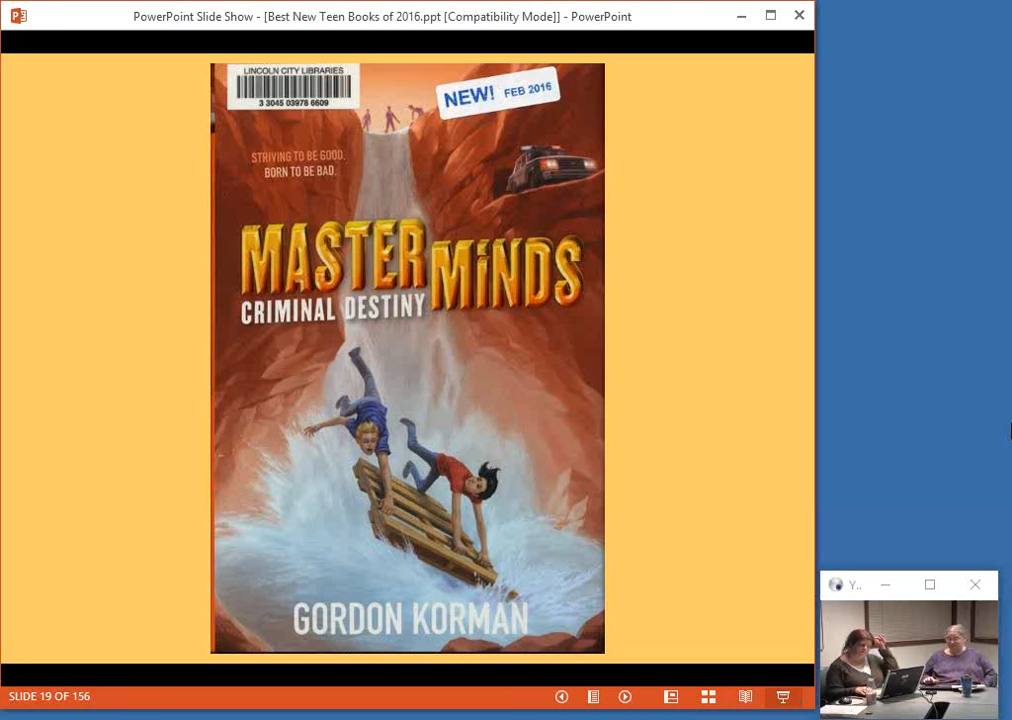 PowerPoint Slide Show - [Best New Teen Books of 2016.ppt [Compatibility Mode]] - PowerPoint
LINCOLN CITY LIBRARIES
3 3045 03978 6609
NEW! FEB 2016
STRIVING TO BE GOOD.
BORN TO BE BAD.
MASTERMINDS
CRIMINAL DESTINY
GORDON KORMAN
Y..
SLIDE 19 OF 156